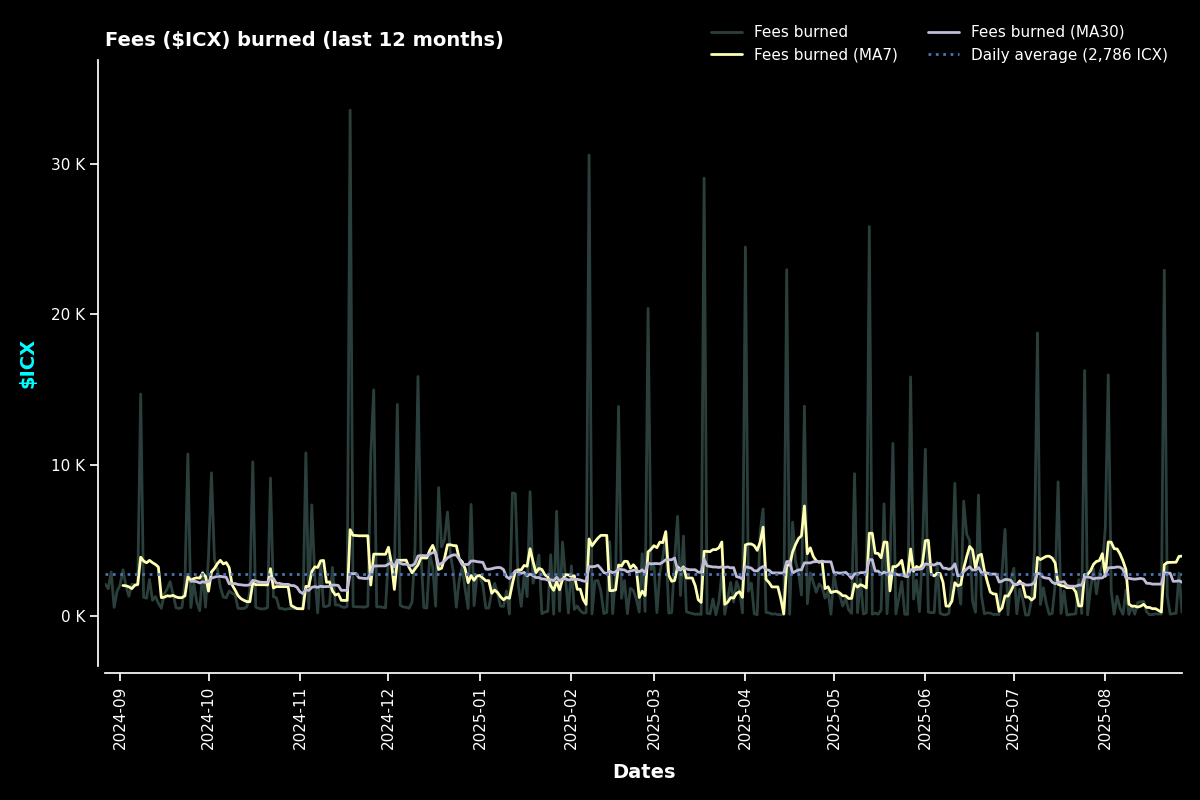 Fees ($ICX) burned (last 12 months)
Fees burned
Fees burned (MA7)
Fees burned (MA30)
Daily average (2,786 ICX)
$ICX
30 K
20 K
10 K
0 K
2024-09
2024-10
2024-11
2024-12
2025-01
2025-02
2025-03
2025-04
2025-05
2025-06
2025-07
2025-08
Dates